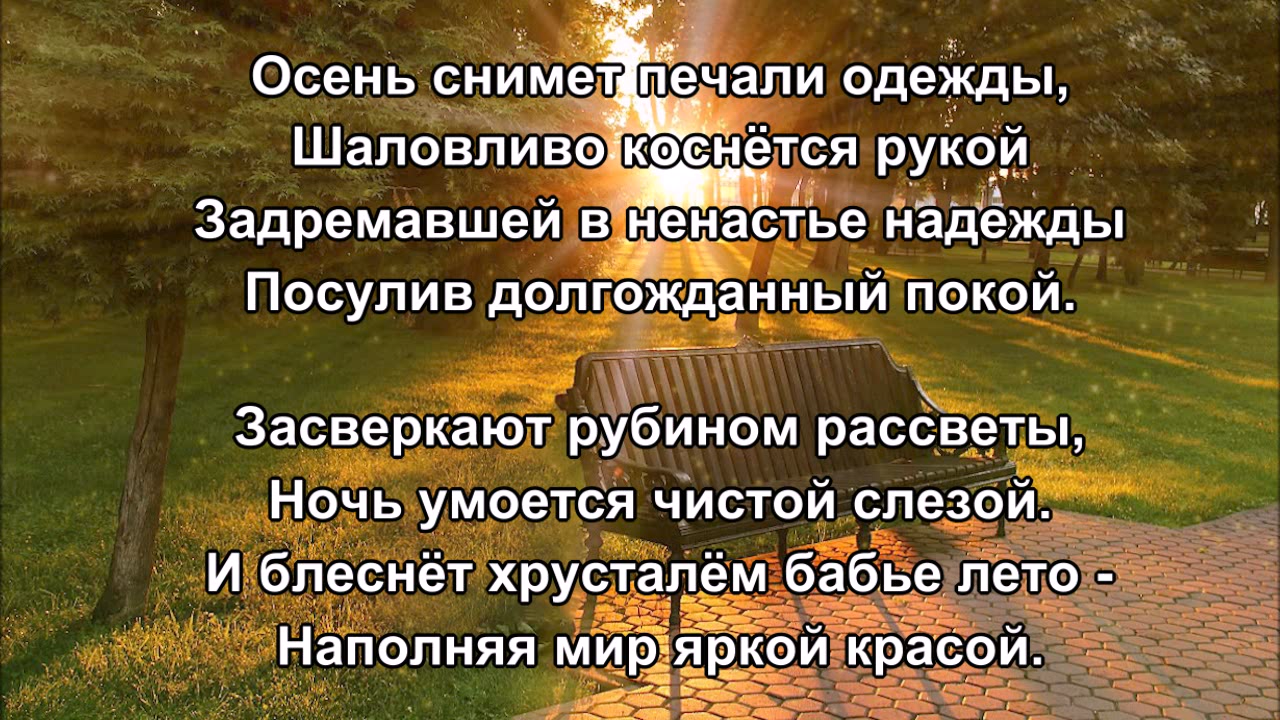 Осень снимет печали одежды,
Шаловливо коснётся рукой
Задремавшей в ненастье надежды
Посулив долгожданный покой.
Засверкают рубином рассветы,
Ночь умоется чистой слезой.
И блеснёт хрусталём бабье лето -
Наполняя мир яркой красой.